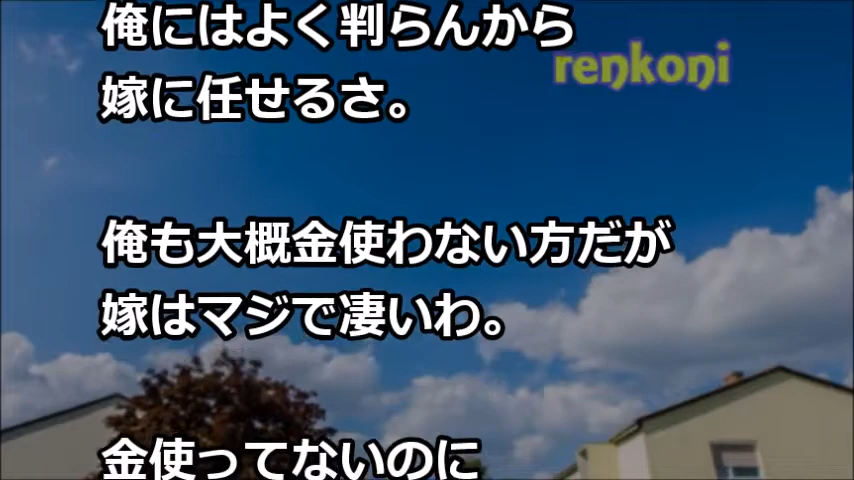 俺にはよく判らんから
renkoni
嫁に任せるさ。
俺も大概金使わない方だが
嫁はマジで凄いわ。
金使ってないのに